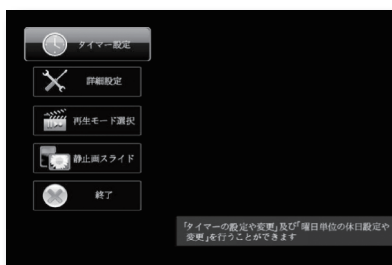 タイマー設定
詳細設定
再生モード選択
静止画スライド
終了
「タイマーの設定や変更」及び「曜日単位の休日設定や
変更」を行うことができます